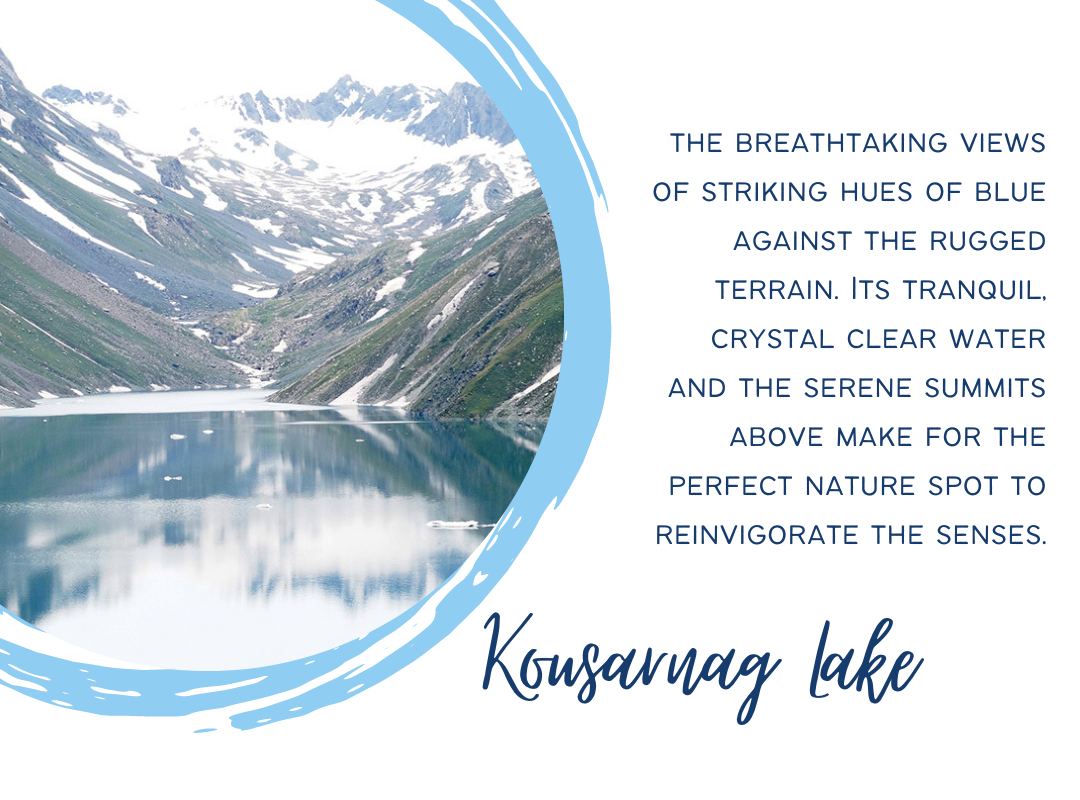 THE BREATHTAKING VIEWS
OF STRIKING HUES OF BLUE
AGAINST THE RUGGED
TERRAIN. ITS TRANQUIL,
CRYSTAL CLEAR WATER
AND THE SERENE SUMMITS
ABOVE MAKE FOR THE
PERFECT NATURE SPOT TO
REINVIGORATE THE SENSES.
Kousarnag Lake